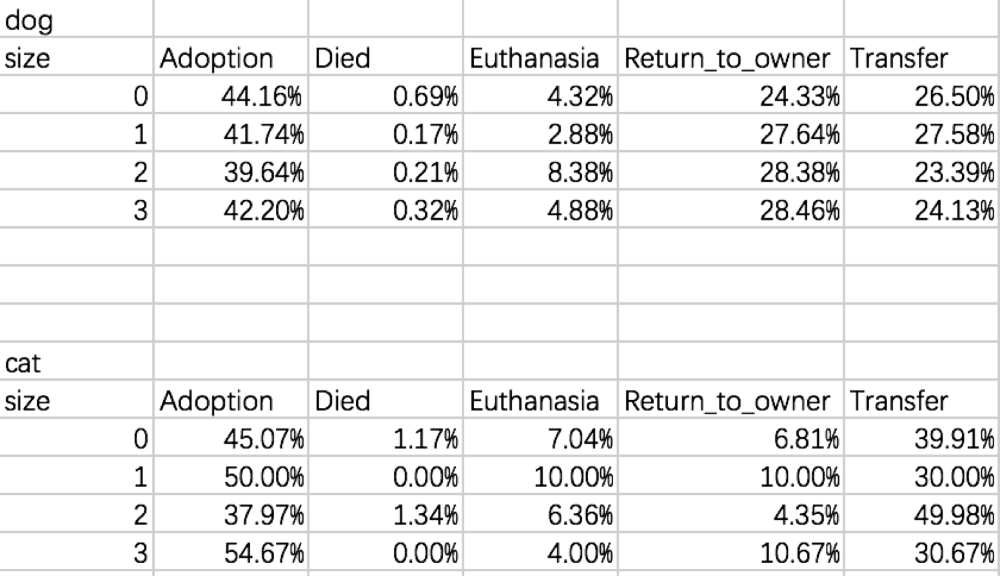 dog
size Adoption Died Euthanasia Return_to_owner Transfer
0 44.16% 0.69% 4.32% 24.33% 26.50%
1 41.74% 0.17% 2.88% 27.64% 27.58%
2 39.64% 0.21% 8.38% 28.38% 23.39%
3 42.20% 0.32% 4.88% 28.46% 24.13%
cat
size Adoption Died Euthanasia Return_to_owner Transfer
0 45.07% 1.17% 7.04% 6.81% 39.91%
1 50.00% 0.00% 10.00% 10.00% 30.00%
2 37.97% 1.34% 6.36% 4.35% 49.98%
3 54.67% 0.00% 4.00% 10.67% 30.67%